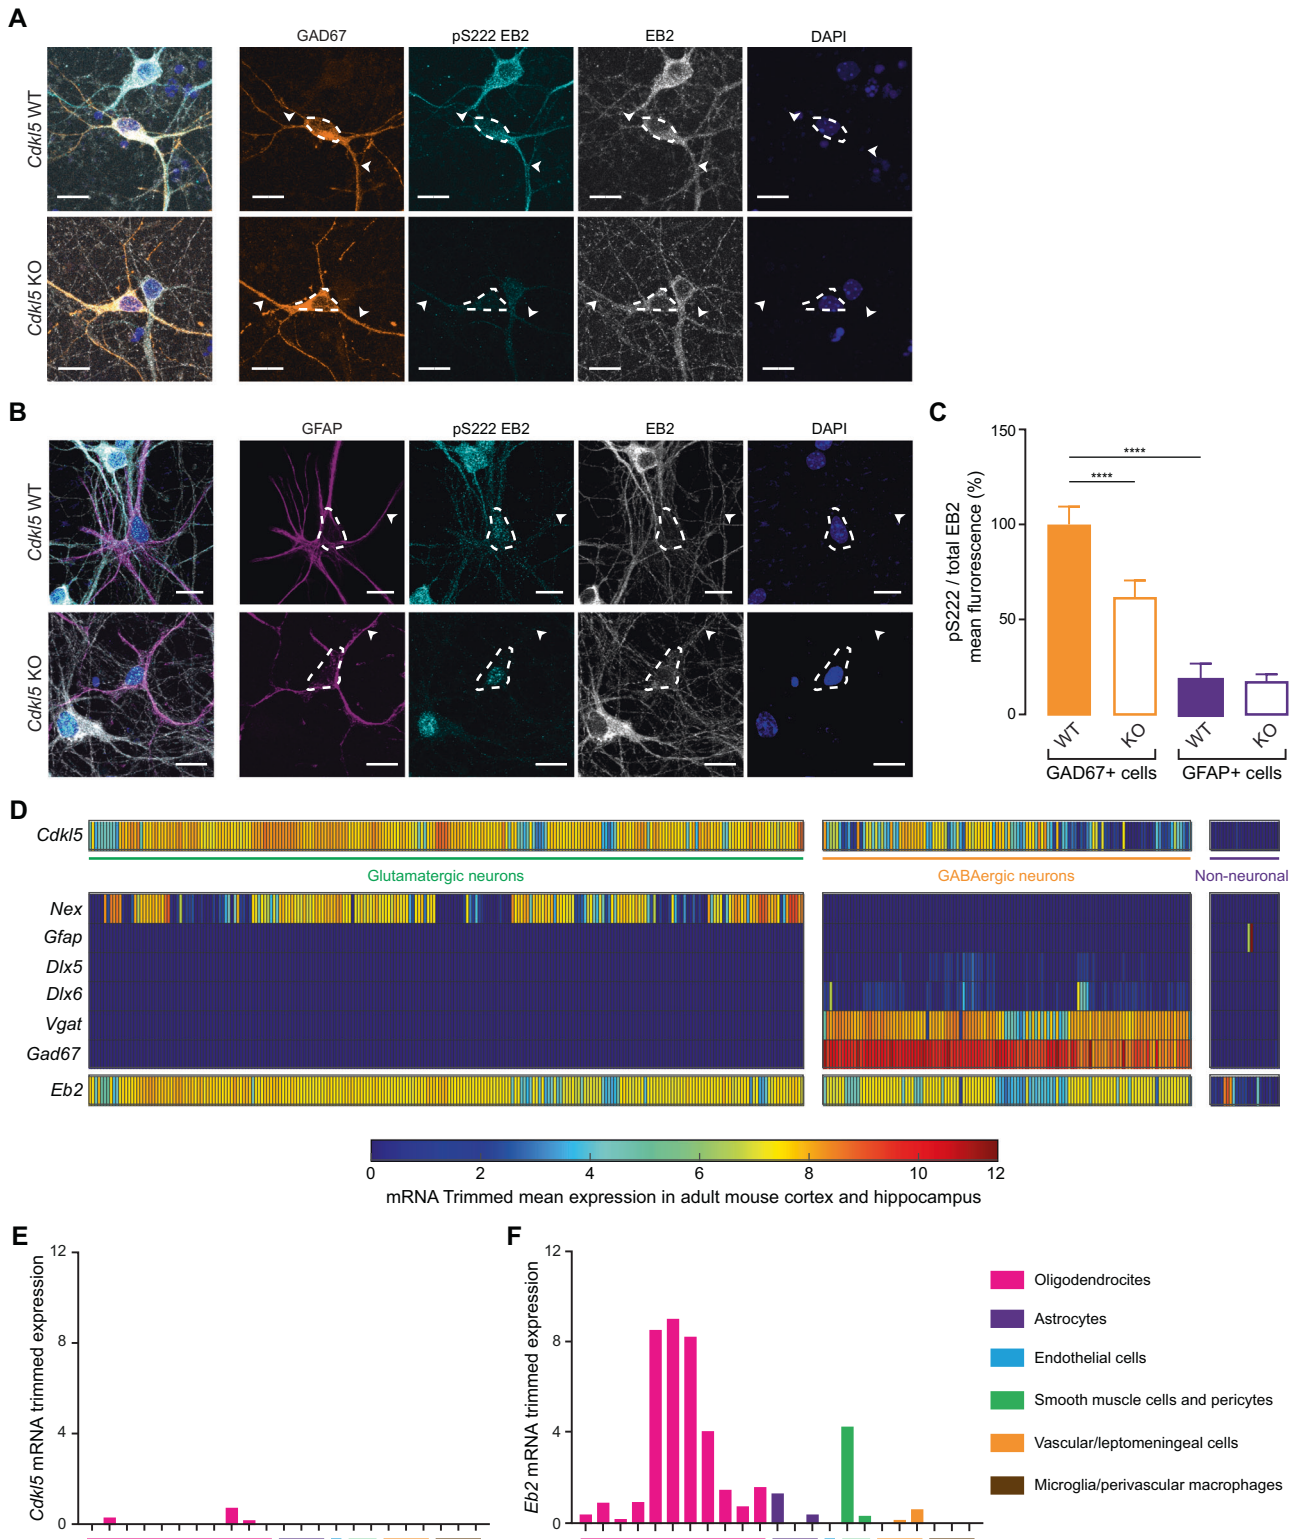 A
GAD67
pS222 EB2
EB2
DAPI
Cdkl5 WT
Cdkl5 KO
B
GFAP
pS222 EB2
EB2
DAPI
Cdkl5 WT
Cdkl5 KO
C
pS222 / total EB2
mean flurorescence (%)
150
100
50
0
****
****
WT
KO
WT
KO
GAD67+ cells
GFAP+ cells
D
Cdkl5
Glutamatergic neurons
GABAergic neurons
Non-neuronal
Nex
Gfap
Dlx5
Dlx6
Vgat
Gad67
Eb2
0
2
4
6
8
10
12
mRNA Trimmed mean expression in adult mouse cortex and hippocampus
E
Cdkl5 mRNA trimmed expression
12
8
4
0
F
Eb2 mRNA trimmed expression
12
8
4
0
Oligodendrocites
Astrocytes
Endothelial cells
Smooth muscle cells and pericytes
Vascular/leptomeningeal cells
Microglia/perivascular macrophages